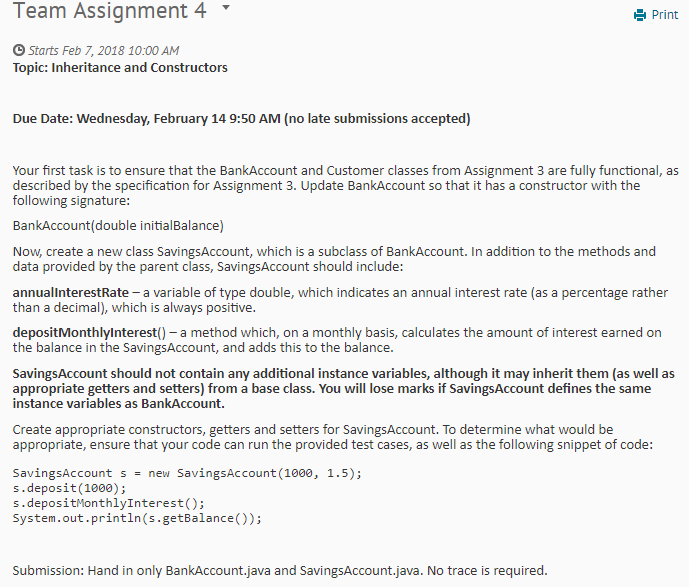 Team Assignment 4
Print
Starts Feb 7, 2018 10:00 AM
Topic: Inheritance and Constructors
Due Date: Wednesday, February 14 9:50 AM (no late submissions accepted)
Your first task is to ensure that the BankAccount and Customer classes from Assignment 3 are fully functional, as
described by the specification for Assignment 3. Update BankAccount so that it has a constructor with the
following signature:
BankAccount(double initialBalance)
Now, create a new class SavingsAccount, which is a subclass of BankAccount. In addition to the methods and
data provided by the parent class, SavingsAccount should include:
annualInterestRate – a variable of type double, which indicates an annual interest rate (as a percentage rather
than a decimal), which is always positive.
depositMonthlyInterest() – a method which, on a monthly basis, calculates the amount of interest earned on
the balance in the SavingsAccount, and adds this to the balance.
SavingsAccount should not contain any additional instance variables, although it may inherit them (as well as
appropriate getters and setters) from a base class. You will lose marks if SavingsAccount defines the same
instance variables as BankAccount.
Create appropriate constructors, getters and setters for SavingsAccount. To determine what would be
appropriate, ensure that your code can run the provided test cases, as well as the following snippet of code:
SavingsAccount s = new SavingsAccount(1000, 1.5);
s.deposit(1000);
s.depositMonthlyInterest();
System.out.println(s.getBalance());
Submission: Hand in only BankAccount.java and SavingsAccount.java. No trace is required.